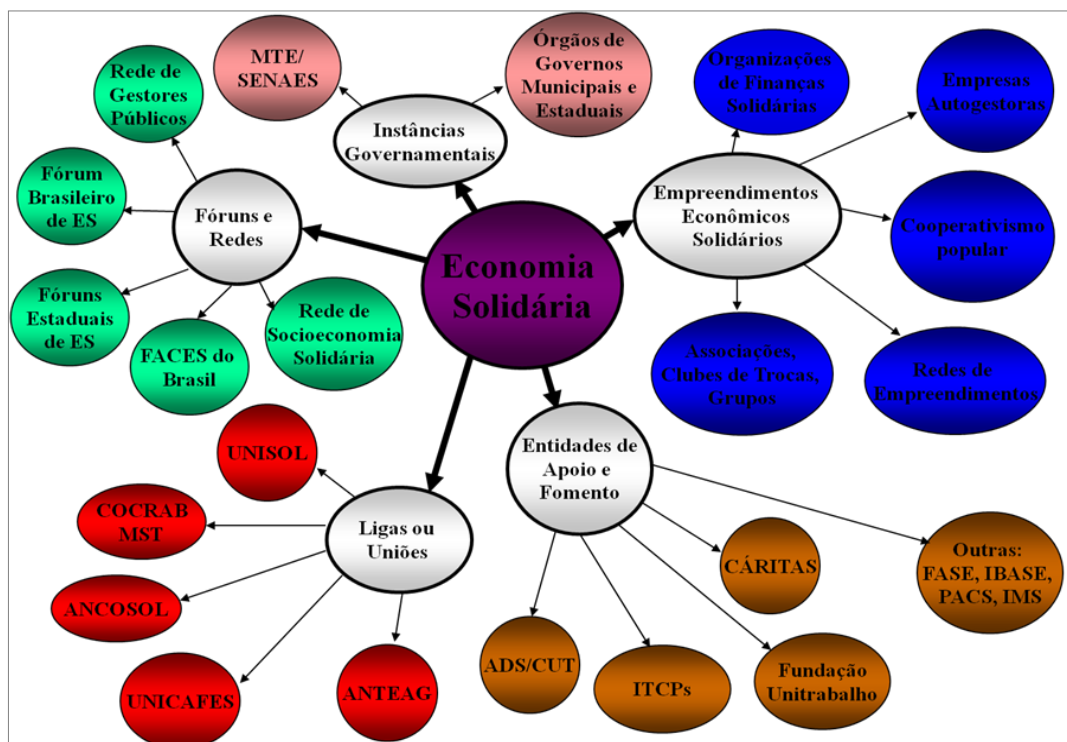 MTE/
SENAES
Órgãos de
Governos
Municipais e
Estaduais
Organizações
de Finanças
Solidárias
Empresas
Autogestoras
Rede de
Gestores
Públicos
Instâncias
Governamentais
Fórum
Brasileiro
de ES
Fóruns e
Redes
Empreendimentos
Econômicos
Solidários
Cooperativismo
popular
Economia
Solidária
Fóruns
Estaduais
de ES
FACES do
Brasil
Rede de
Socioeconomia
Solidária
Associações,
Clubes de Trocas,
Grupos
Redes de
Empreendimentos
UNISOL
Entidades de
Apoio e
Fomento
COCRAB
MST
Ligas ou
Uniões
CÁRITAS
Outras:
FASE, IBASE,
PACS, IMS
ANCOSOL
UNICAFES
ANTEAG
ADS/CUT
ITCPs
Fundação
Unitrabalho